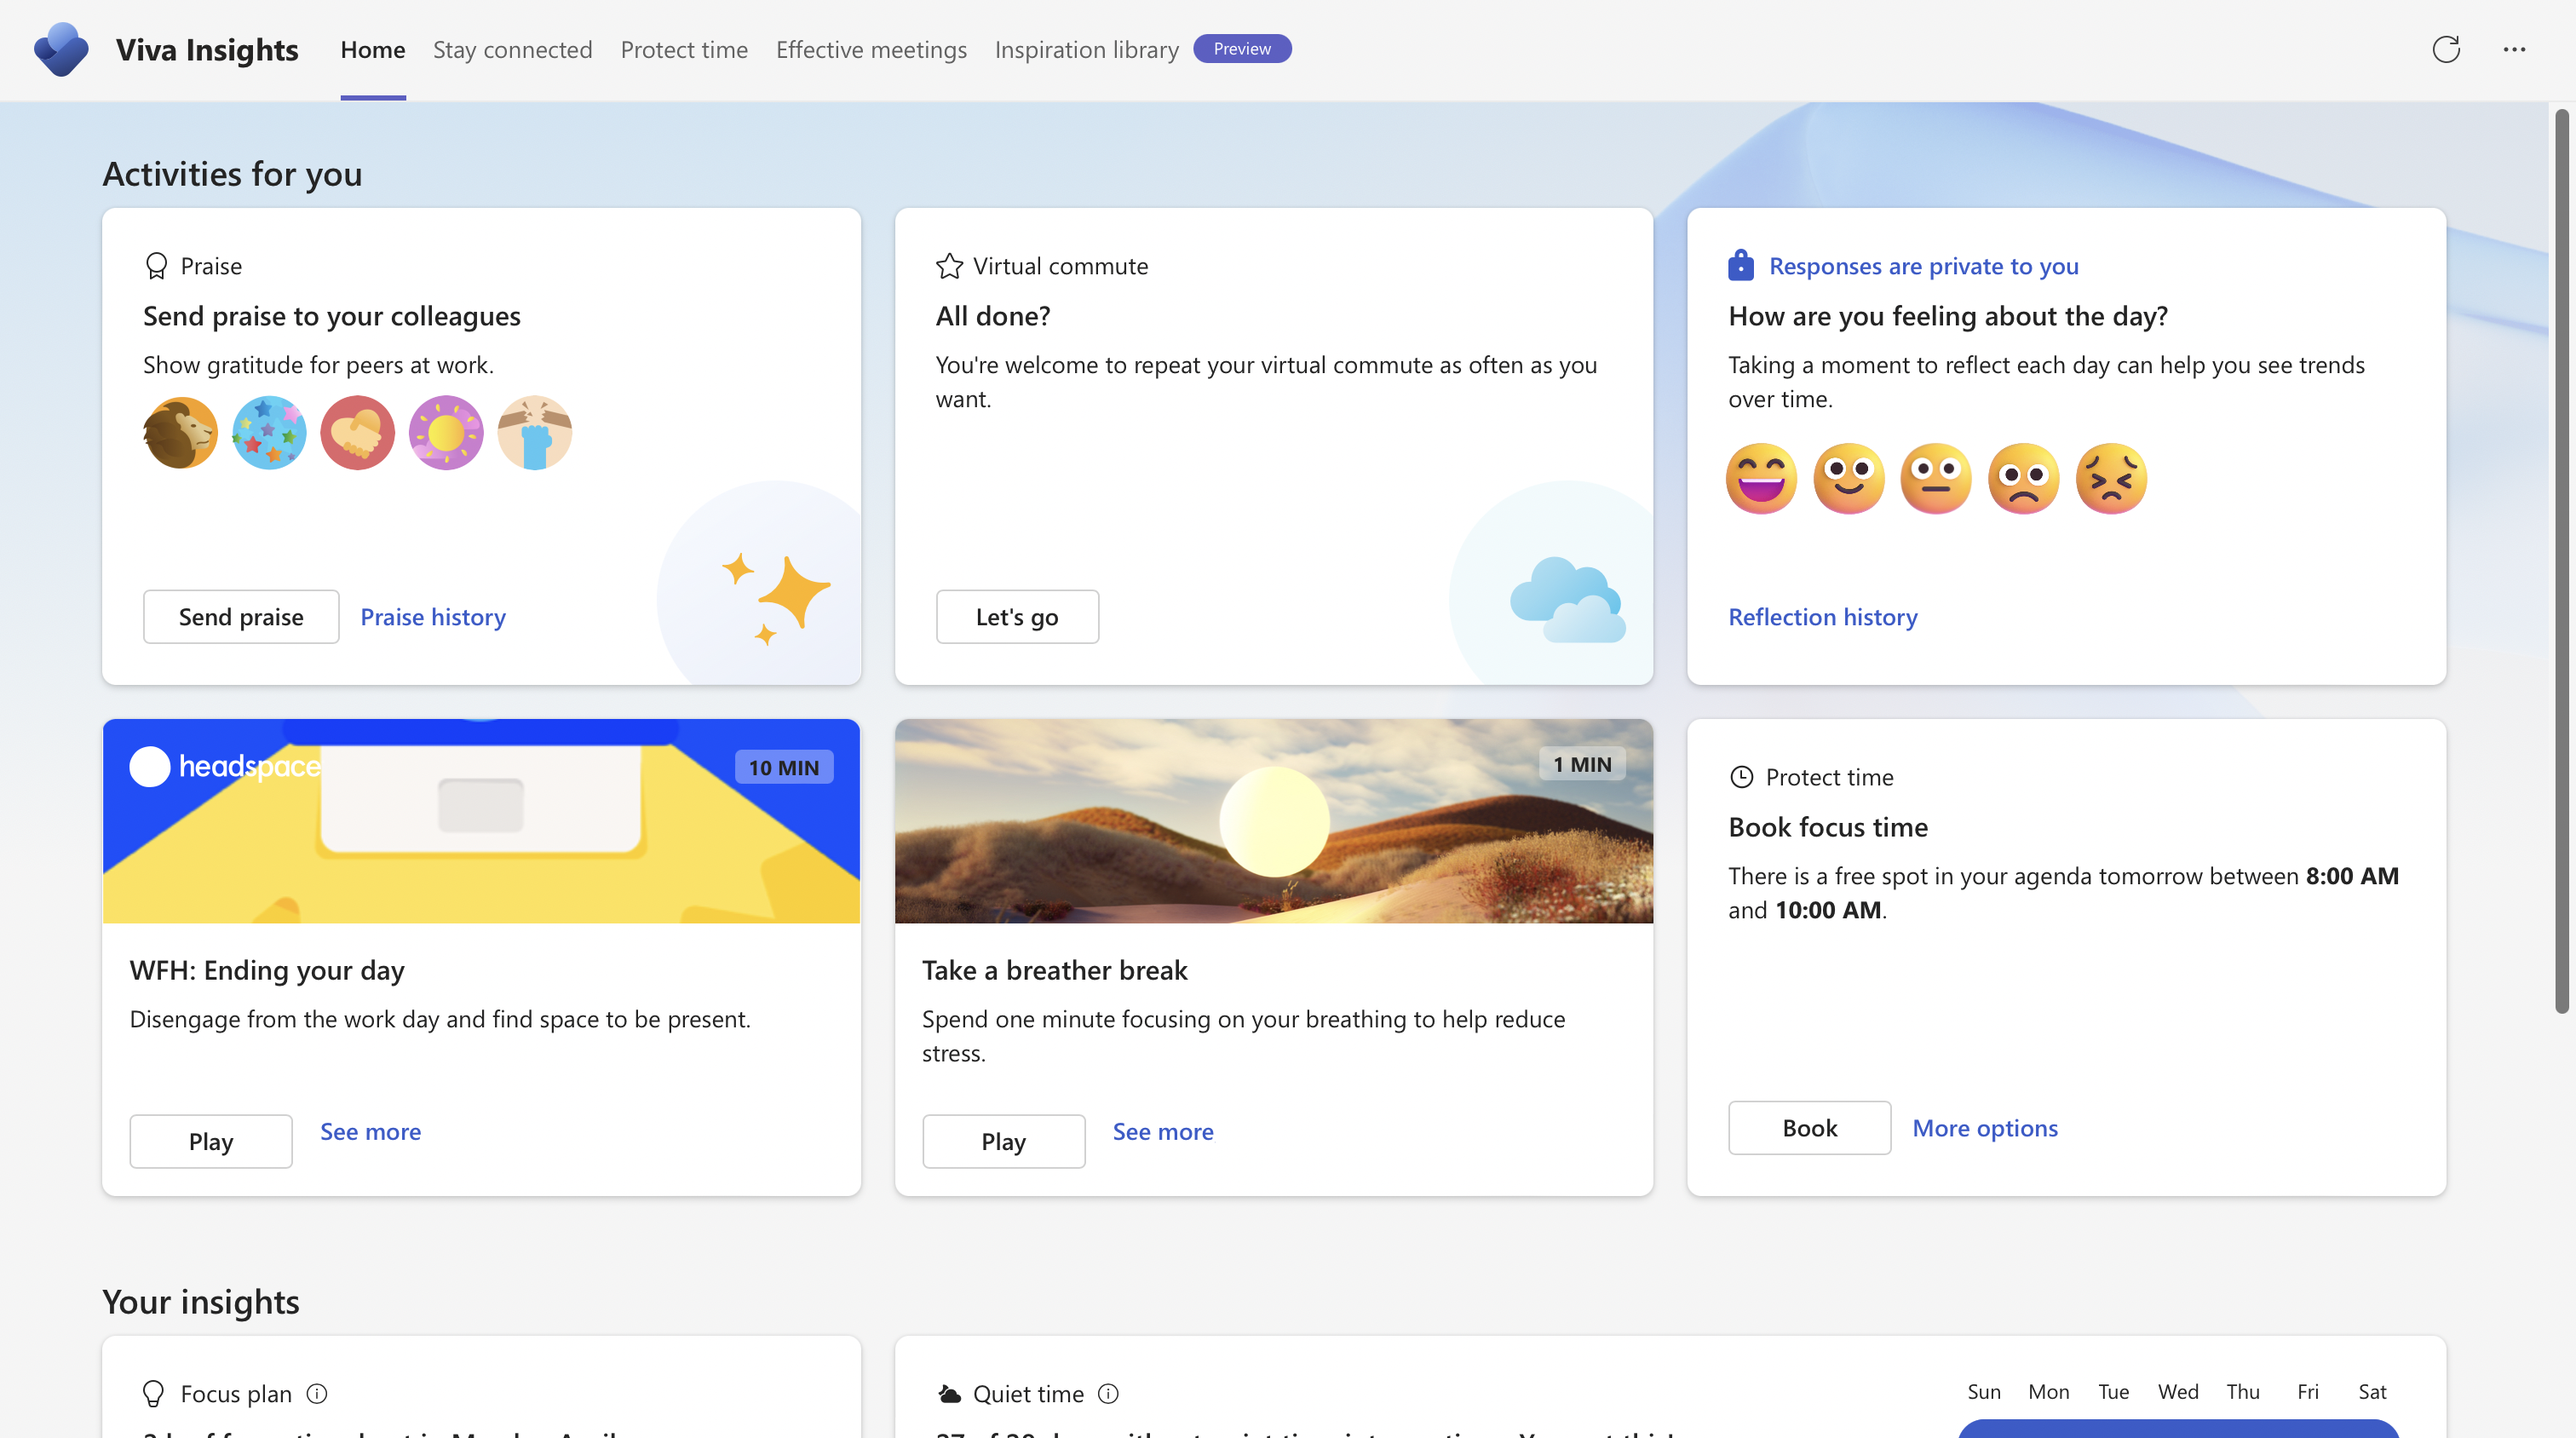 Viva Insights Home Stay connected Protect time Effective meetings Inspiration library Preview
Activities for you
Praise
Send praise to your colleagues
Show gratitude for peers at work.
Send praise Praise history
Virtual commute
All done?
You're welcome to repeat your virtual commute as often as you
want.
Let's go
Responses are private to you
How are you feeling about the day?
Taking a moment to reflect each day can help you see trends
over time.
Reflection history
headspace
10 MIN
WFH: Ending your day
Disengage from the work day and find space to be present.
Play See more
1 MIN
Take a breather break
Spend one minute focusing on your breathing to help reduce
stress.
Play See more
Protect time
Book focus time
There is a free spot in your agenda tomorrow between 8:00 AM
and 10:00 AM.
Book More options
Your insights
Focus plan
Quiet time
Sun Mon Tue Wed Thu Fri Sat